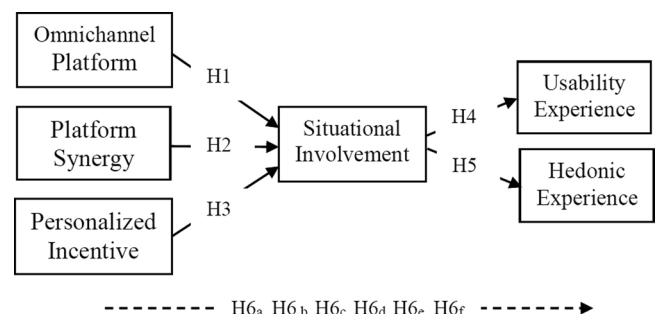 Omnichannel
Platform
H1
Platform
Synergy
H2
Personalized
Incentive
H3
Situational
Involvement
H4
H5
Usability
Experience
Hedonic
Experience
H6a H6b H6c H6d H6e H6f